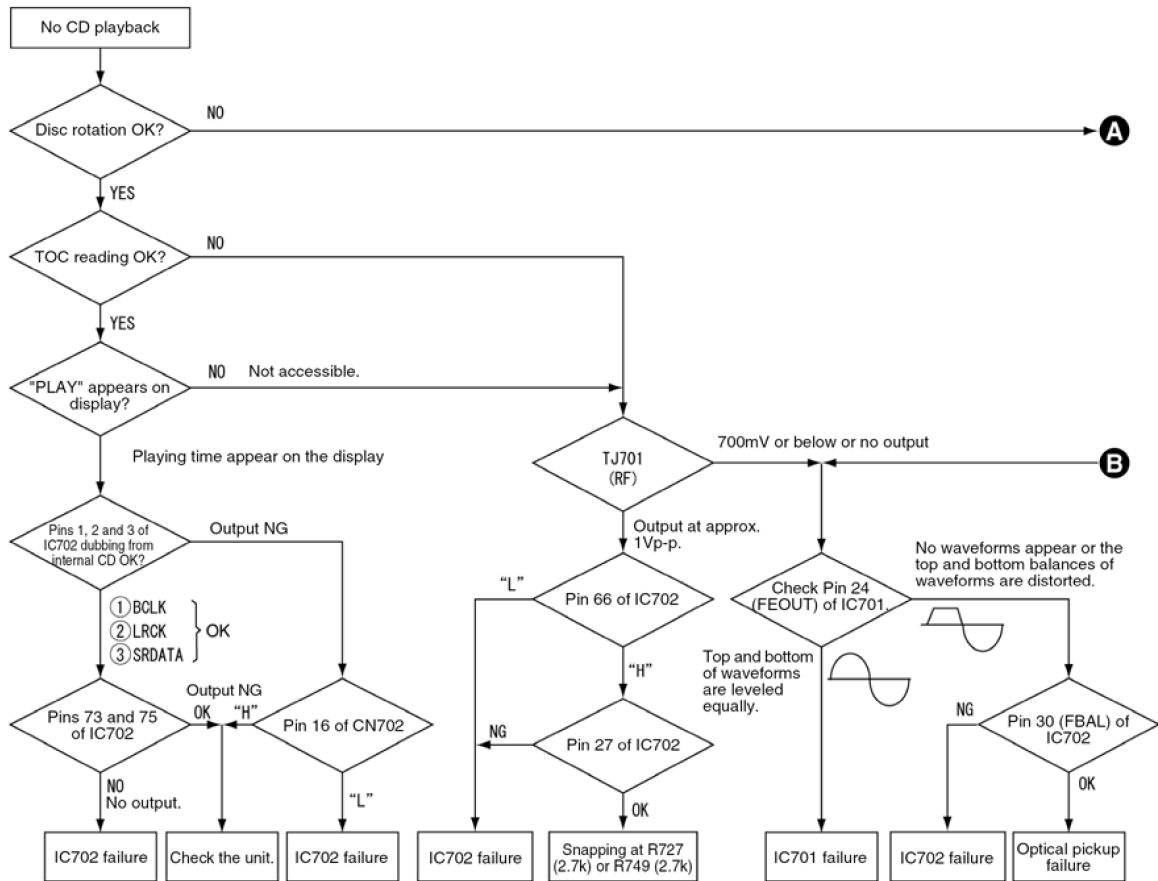 No CD playback
NO
Disc rotation OK?
A
YES
NO
TOC reading OK?
YES
NO
Not accessible.
"PLAY" appears on
display?
700mV or below or no output
TJ701
(RF)
B
Playing time appear on the display
Output NG
Pins 1, 2 and 3 of
IC702 dubbing from
internal CD OK?
Output at approx.
1Vp-p.
No waveforms appear or the
top and bottom balances of
waveforms are distorted.
"L"
Pin 66 of IC702
Check Pin 24
(FEOUT) of IC701.
① BCLK
② LRCK
③ SRDATA
OK
"H"
Top and bottom
of waveforms
are leveled
equally.
Output NG
OK
"H"
Pins 73 and 75
of IC702
Pin 16 of CN702
NG
Pin 27 of IC702
NG
Pin 30 (FBAL) of
IC702
NO
No output.
"L"
OK
OK
IC702 failure
Check the unit.
IC702 failure
IC702 failure
Snapping at R727
(2.7k) or R749 (2.7k)
IC701 failure
IC702 failure
Optical pickup
failure